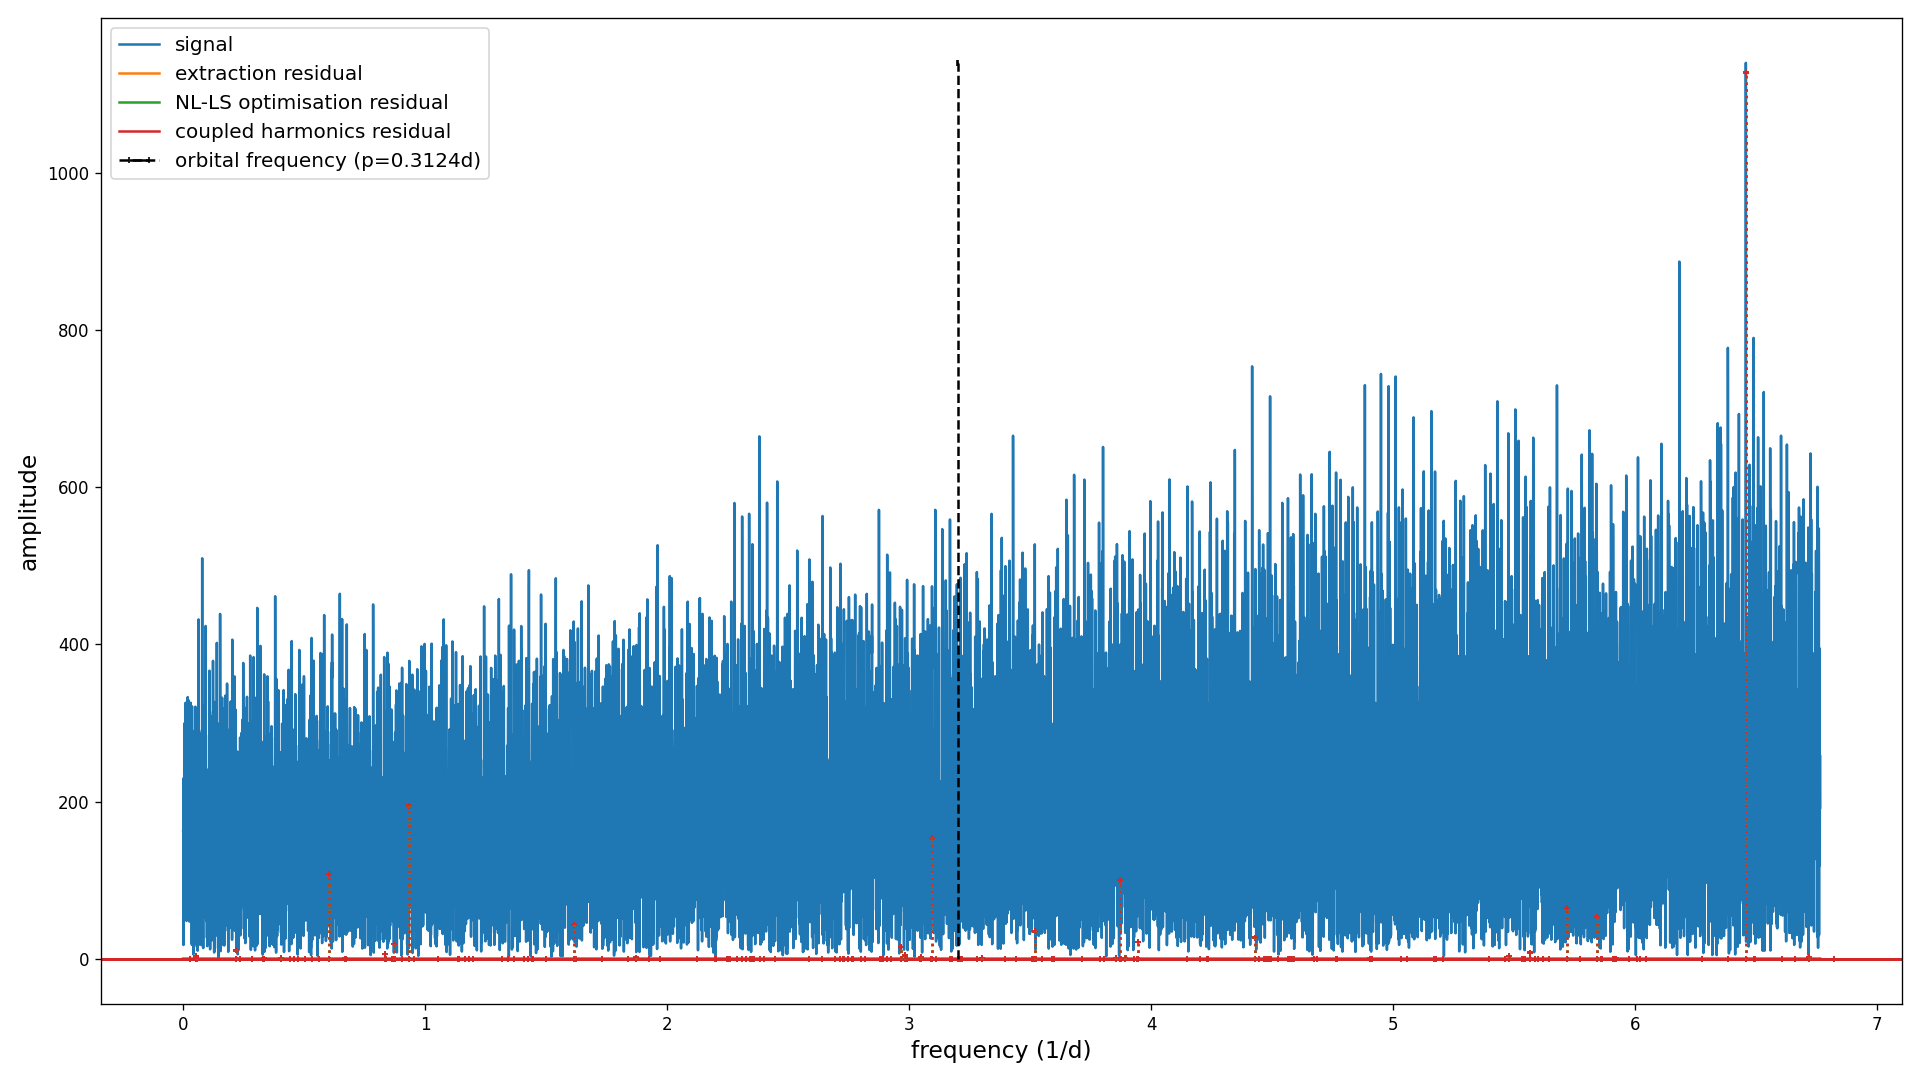 signal
extraction residual
NL-LS optimisation residual
coupled harmonics residual
orbital frequency (p=0.3124d)
1000
800
600
400
200
0
amplitude
0 1 2 3 4 5 6 7
frequency (1/d)